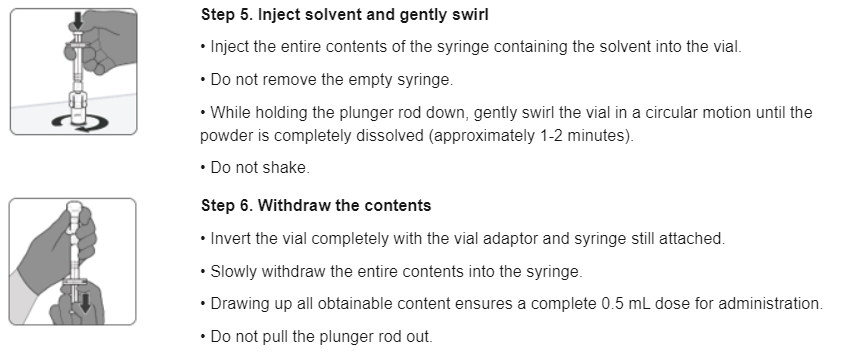 Step 5. Inject solvent and gently swirl
• Inject the entire contents of the syringe containing the solvent into the vial.
• Do not remove the empty syringe.
• While holding the plunger rod down, gently swirl the vial in a circular motion until the
powder is completely dissolved (approximately 1-2 minutes).
• Do not shake.
Step 6. Withdraw the contents
• Invert the vial completely with the vial adaptor and syringe still attached.
• Slowly withdraw the entire contents into the syringe.
• Drawing up all obtainable content ensures a complete 0.5 mL dose for administration.
• Do not pull the plunger rod out.